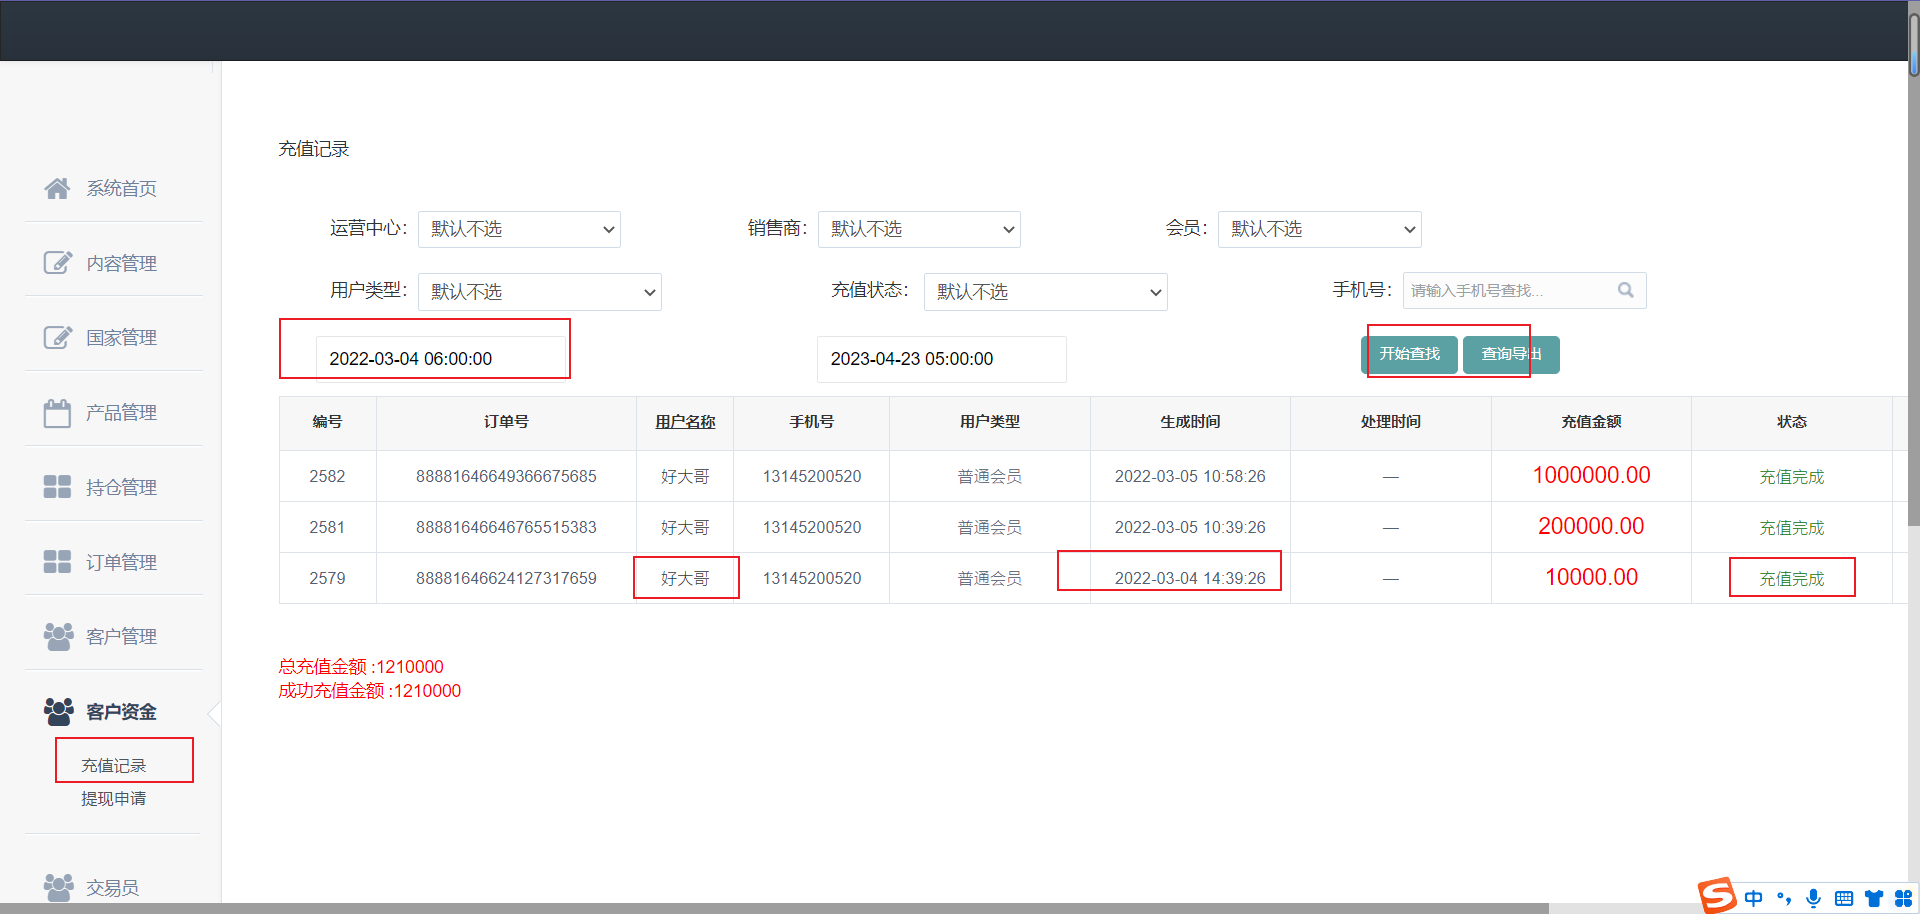 充值记录
系统首页
内容管理
国家管理
产品管理
持仓管理
订单管理
客户管理
客户资金
充值记录
提现申请
交易员
运营中心： 默认不选 销售商： 默认不选 会员： 默认不选
用户类型： 默认不选 充值状态： 默认不选 手机号： 请输入手机号查找...
2022-03-04 06:00:00 2023-04-23 05:00:00 开始查找 查询导出
编号 订单号 用户名称 手机号 用户类型 生成时间 处理时间 充值金额 状态
2582 88881646649366675685 好大哥 13145200520 普通会员 2022-03-05 10:58:26 — 1000000.00 充值完成
2581 88881646646765515383 好大哥 13145200520 普通会员 2022-03-05 10:39:26 — 200000.00 充值完成
2579 88881646624127317659 好大哥 13145200520 普通会员 2022-03-04 14:39:26 — 10000.00 充值完成
总充值金额 :1210000
成功充值金额 :1210000
中